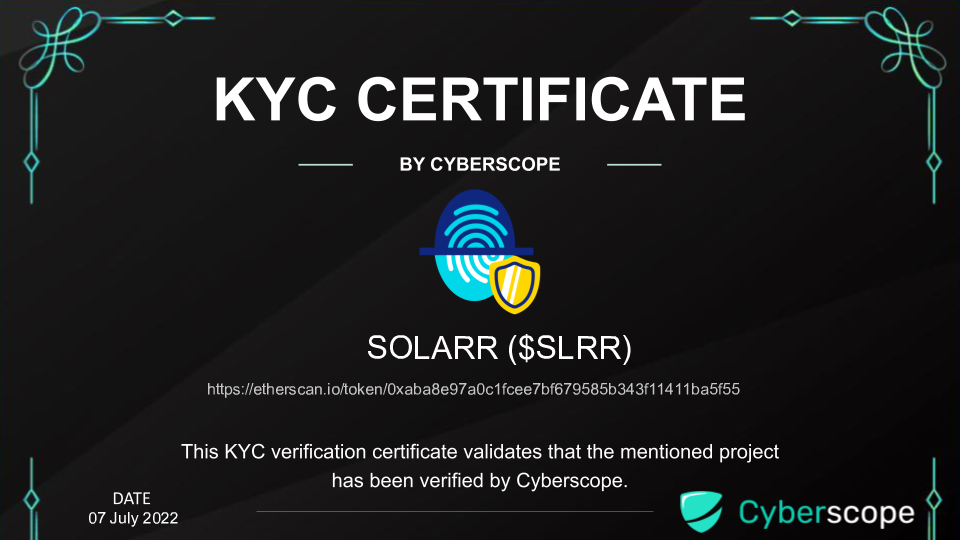 KYC CERTIFICATE
BY CYBERSCOPE
SOLARR ($SLRR)
https://etherscan.io/token/0xaba8e97a0c1fcee7bf679585b343f11411ba5f55
This KYC verification certificate validates that the mentioned project
has been verified by Cyberscope.
DATE
07 July 2022
Cyberscope